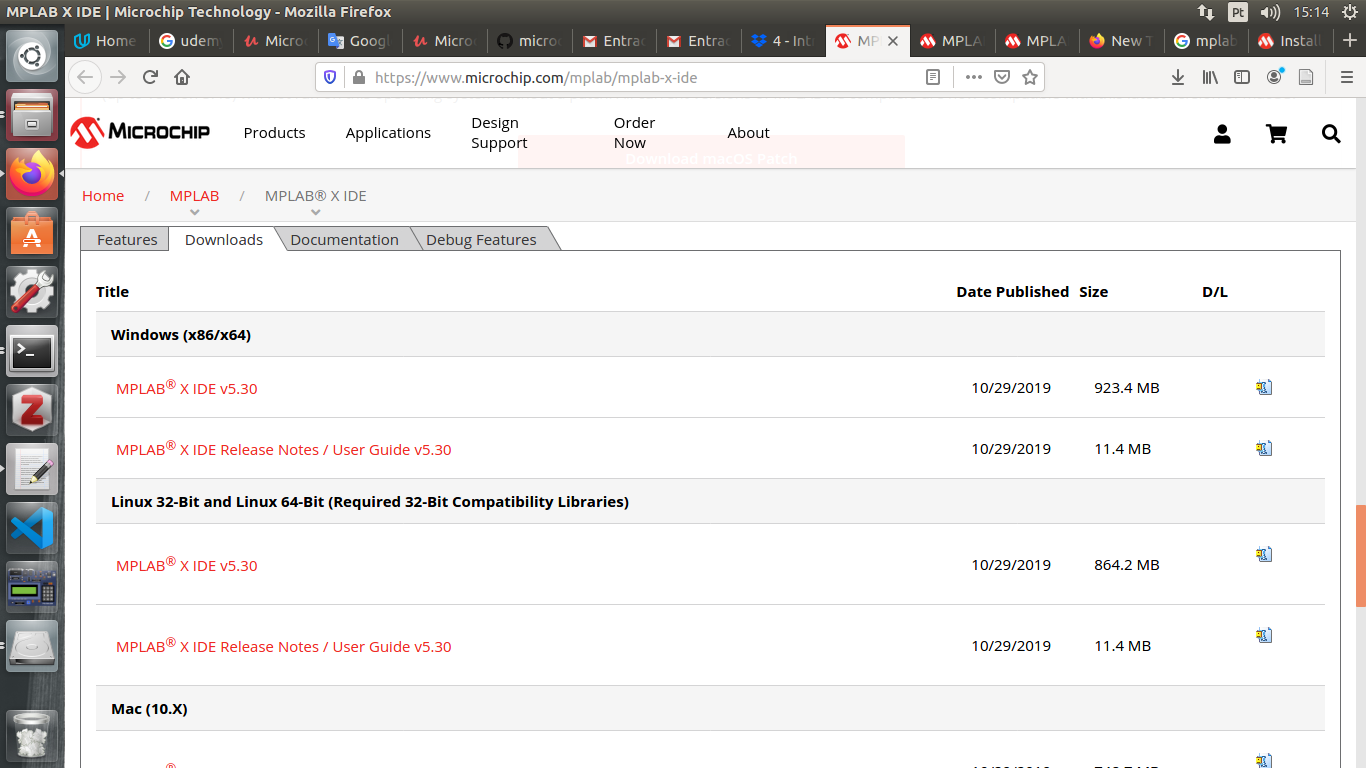 MPLAB X IDE | Microchip Technology - Mozilla Firefox
Pt
15:14
Home
udemy
Micro
Googl
Micro
micro
Entra
Entra
4 - Int
MP
MPLA
MPLA
New T
mplab
Install
https://www.microchip.com/mplab/mplab-x-ide
MICROCHIP
Products
Applications
Design Support
Order Now
About
Download macOS Patch
Home / MPLAB / MPLAB® X IDE
Features Downloads Documentation Debug Features
Title Date Published Size D/L
Windows (x86/x64)
MPLAB® X IDE v5.30 10/29/2019 923.4 MB
MPLAB® X IDE Release Notes / User Guide v5.30 10/29/2019 11.4 MB
Linux 32-Bit and Linux 64-Bit (Required 32-Bit Compatibility Libraries)
MPLAB® X IDE v5.30 10/29/2019 864.2 MB
MPLAB® X IDE Release Notes / User Guide v5.30 10/29/2019 11.4 MB
Mac (10.X)